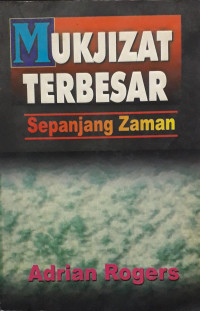 MUKJIZAT
TERBESAR
Sepanjang Zaman
Adrian Rogers